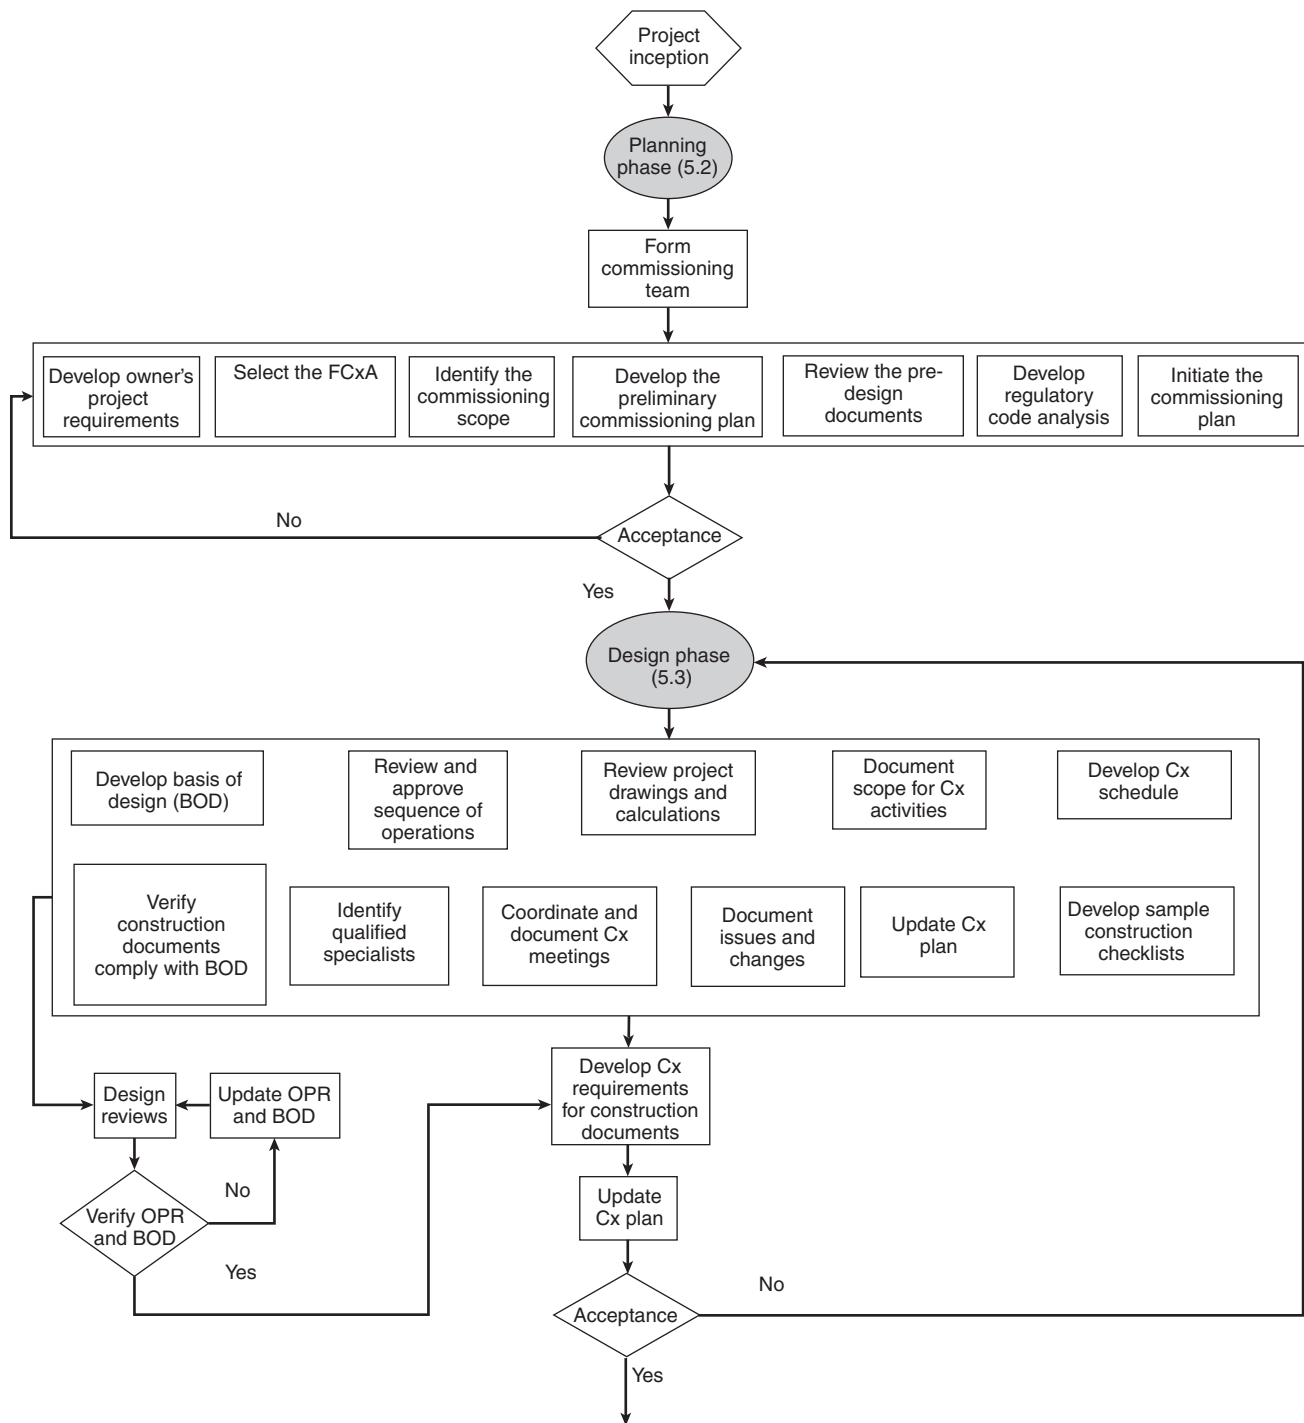 Project
inception
Planning
phase (5.2)
Form
commissioning
team
Develop owner's
project
requirements
Select the FCxA
Identify the
commissioning
scope
Develop the
preliminary
commissioning plan
Review the pre-
design
documents
Develop
regulatory
code analysis
Initiate the
commissioning
plan
No
Acceptance
Yes
Design phase
(5.3)
Develop basis of
design (BOD)
Review and
approve
sequence of
operations
Review project
drawings and
calculations
Document
scope for Cx
activities
Develop Cx
schedule
Verify
construction
documents
comply with BOD
Identify
qualified
specialists
Coordinate and
document Cx
meetings
Document
issues and
changes
Update Cx
plan
Develop sample
construction
checklists
Design
reviews
Update OPR
and BOD
Develop Cx
requirements
for construction
documents
No
Verify OPR
and BOD
Yes
Update
Cx plan
No
Acceptance
Yes